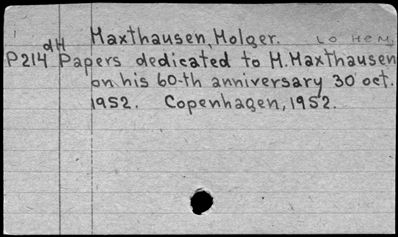 Maxthausen, Holger. LO HEM
dH
P214 Papers dedicated to H. Maxthausen
on his 60-th anniversary 30 oct.
1952. Copenhagen, 1952.